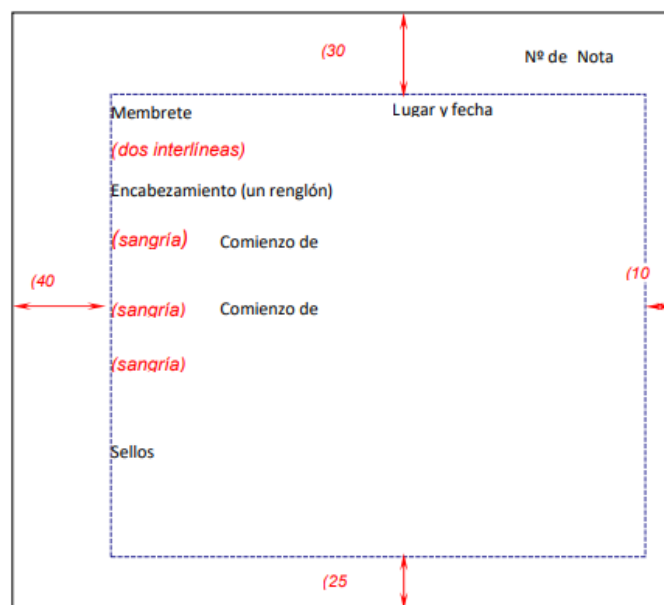 (30
Nº de Nota
Membrete Lugar y fecha
(dos interlíneas)
Encabezamiento (un renglón)
(sangría) Comienzo de
(40
(10
(sangría) Comienzo de
(sangría)
Sellos
(25